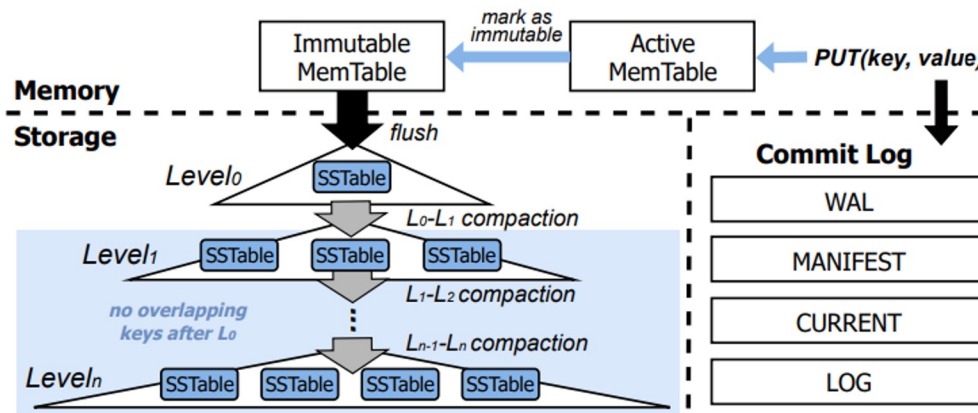 mark as
immutable
Immutable
MemTable
Active
MemTable
PUT(key, value)
Memory
Storage
flush
Commit Log
Level₀
SSTable
WAL
L₀-L₁ compaction
Level₁
SSTable SSTable SSTable
MANIFEST
L₁-L₂ compaction
no overlapping
keys after L₀
CURRENT
Lₙ₋₁-Lₙ compaction
Levelₙ
SSTable SSTable SSTable SSTable
LOG